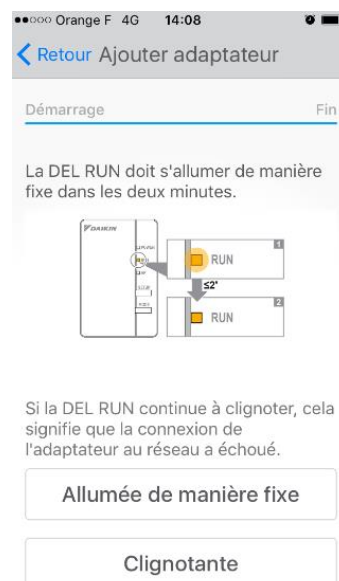 ●●○○○ Orange F 4G 14:08
Retour Ajouter adaptateur
Démarrage Fin
La DEL RUN doit s'allumer de manière
fixe dans les deux minutes.
DAIKIN
RUN 1
≤2'
RUN 2
Si la DEL RUN continue à clignoter, cela
signifie que la connexion de
l'adaptateur au réseau a échoué.
Allumée de manière fixe
Clignotante